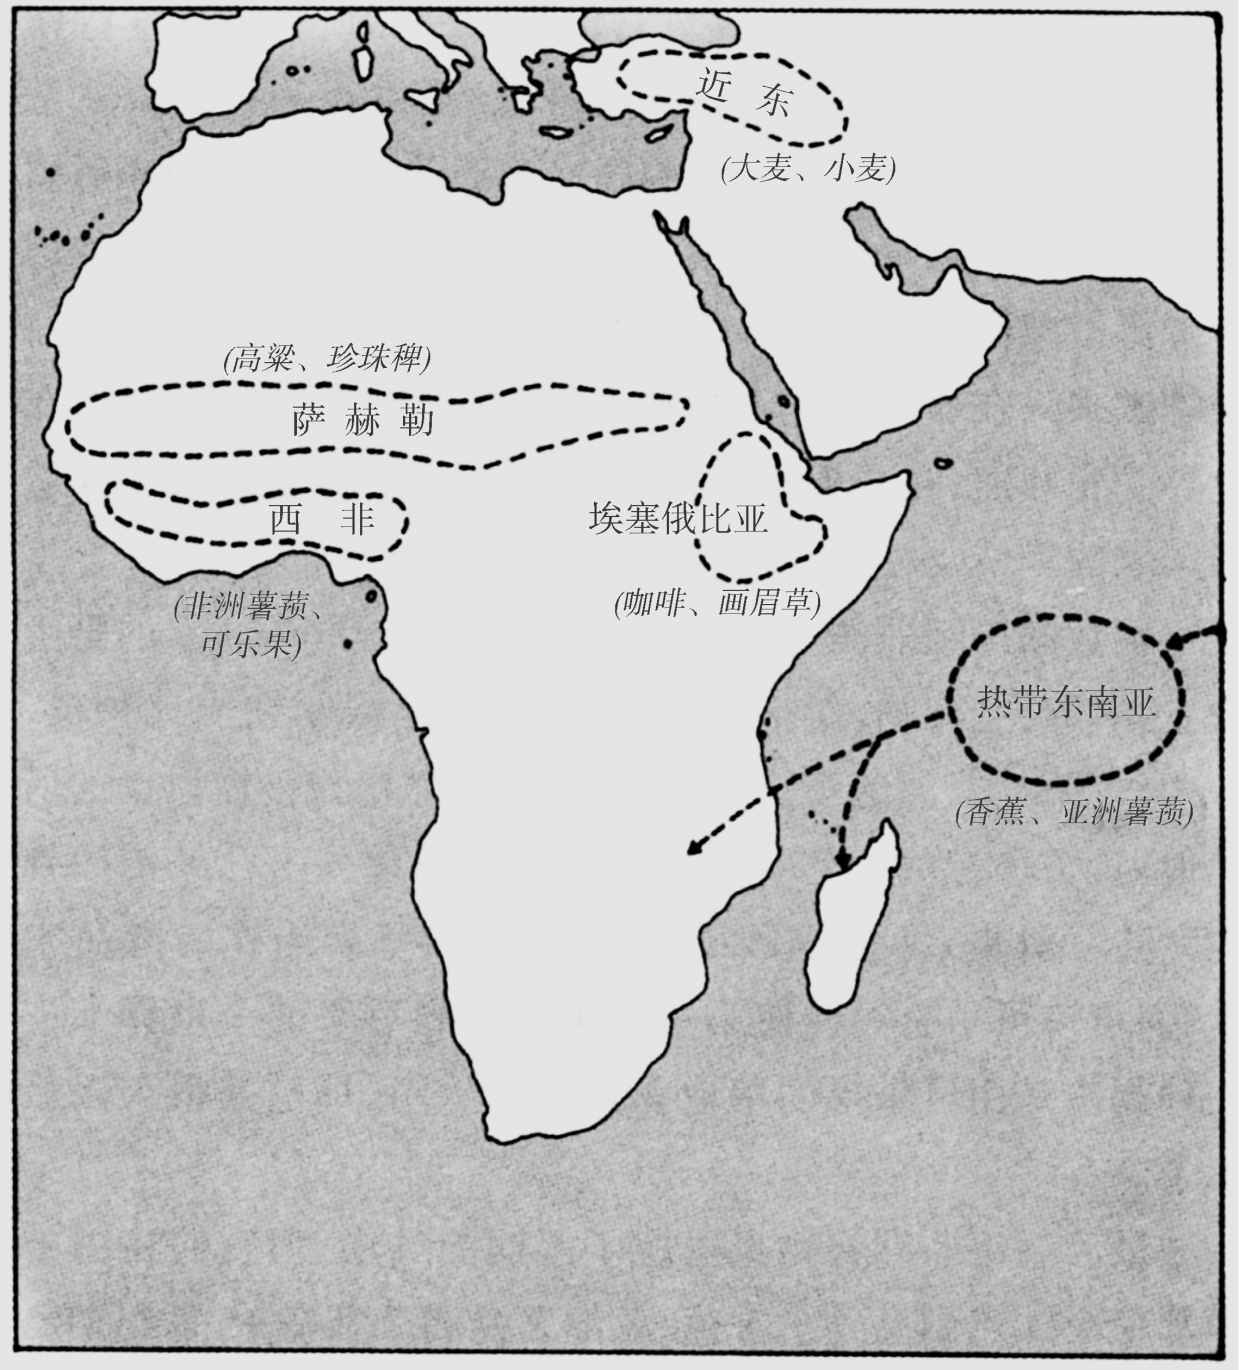 近东
(大麦、小麦)
(高粱、珍珠稗)
萨赫勒
西非
(非洲薯蓣、
可乐果)
埃塞俄比亚
(咖啡、画眉草)
热带东南亚
(香蕉、亚洲薯蓣)